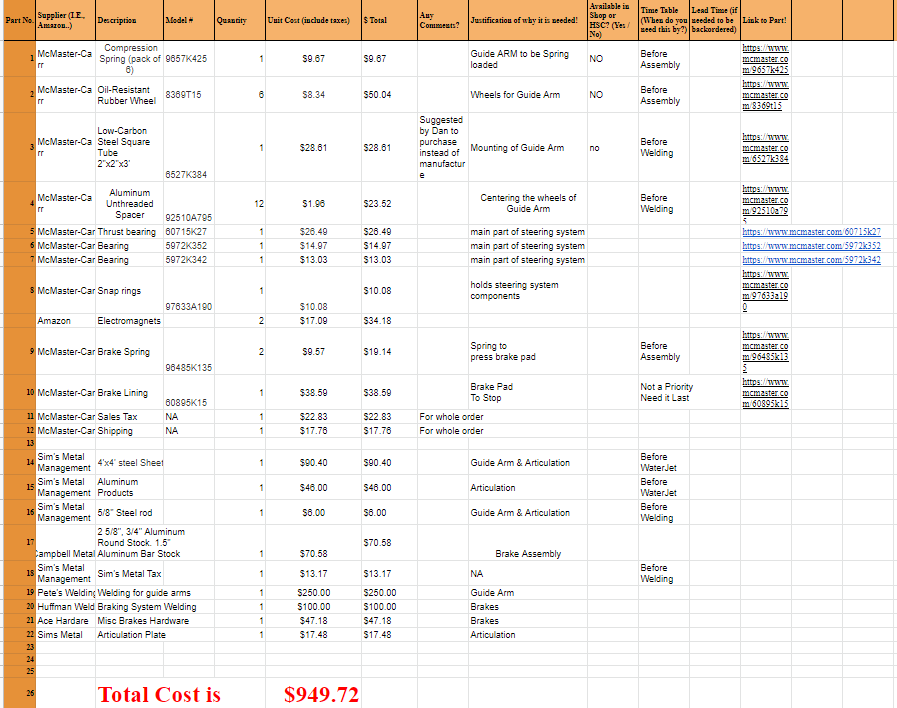 Part No. Supplier (I.E., Amazon..) Description Model # Quantity Unit Cost (include taxes) $ Total Any Comments? Justification of why it is needed! Available in Shop or HSC? (Yes / No) Time Table (When do you need this by?) Lead Time (if needed to be backordered) Link to Part!
1 McMaster-Carr Compression Spring (pack of 6) 9657K425 1 $9.67 $9.67 Guide ARM to be Spring loaded NO Before Assembly https://www.mcmaster.com/9657k425
2 McMaster-Carr Oil-Resistant Rubber Wheel 8369T15 6 $8.34 $50.04 Wheels for Guide Arm NO Before Assembly https://www.mcmaster.com/8369t15
3 McMaster-Carr Low-Carbon Steel Square Tube 2"x2"x3' 6527K384 1 $28.61 $28.61 Suggested by Dan to purchase instead of manufacture Mounting of Guide Arm no Before Welding https://www.mcmaster.com/6527k384
4 McMaster-Carr Aluminum Unthreaded Spacer 92510A795 12 $1.96 $23.52 Centering the wheels of Guide Arm Before Welding https://www.mcmaster.com/92510a795
5 McMaster-Car Thrust bearing 60715K27 1 $26.49 $26.49 main part of steering system https://www.mcmaster.com/60715k27
6 McMaster-Car Bearing 5972K352 1 $14.97 $14.97 main part of steering system https://www.mcmaster.com/5972k352
7 McMaster-Car Bearing 5972K342 1 $13.03 $13.03 main part of steering system https://www.mcmaster.com/5972k342
8 McMaster-Car Snap rings 97633A190 1 $10.08 $10.08 holds steering system components https://www.mcmaster.com/97633a190
Amazon Electromagnets 2 $17.09 $34.18
9 McMaster-Car Brake Spring 96485K135 2 $9.57 $19.14 Spring to press brake pad Before Assembly https://www.mcmaster.com/96485k135
10 McMaster-Car Brake Lining 60895K15 1 $38.59 $38.59 Brake Pad To Stop Not a Priority Need it Last https://www.mcmaster.com/60895k15
11 McMaster-Car Sales Tax NA 1 $22.83 $22.83 For whole order
12 McMaster-Car Shipping NA 1 $17.76 $17.76 For whole order
13
14 Sim's Metal Management 4'x4' steel Sheet 1 $90.40 $90.40 Guide Arm & Articulation Before WaterJet
15 Sim's Metal Management Aluminum Products 1 $46.00 $46.00 Articulation Before WaterJet
16 Sim's Metal Management 5/8" Steel rod 1 $6.00 $6.00 Guide Arm & Articulation Before Welding
17 Campbell Metal 2 5/8", 3/4" Aluminum Round Stock. 1.5" Aluminum Bar Stock 1 $70.58 $70.58 Brake Assembly
18 Sim's Metal Management Sim's Metal Tax 1 $13.17 $13.17 NA Before Welding
19 Pete's Welding Welding for guide arms 1 $250.00 $250.00 Guide Arm
20 Huffman Weld Braking System Welding 1 $100.00 $100.00 Brakes
21 Ace Hardare Misc Brakes Hardware 1 $47.18 $47.18 Brakes
22 Sims Metal Articulation Plate 1 $17.48 $17.48 Articulation
23
24
25
26 Total Cost is $949.72